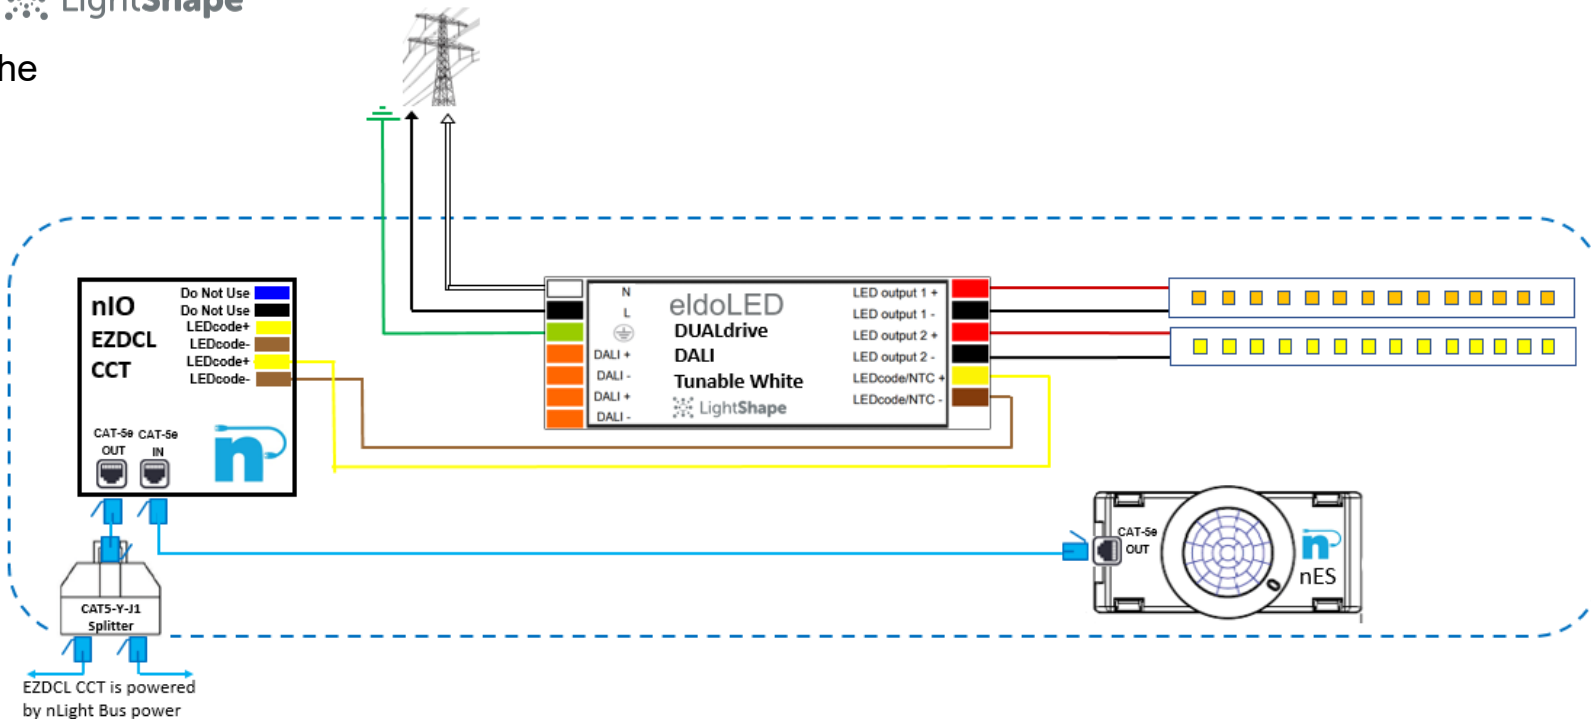 LightShape
he
nIO
EZDCL
CCT
Do Not Use
Do Not Use
LEDcode+
LEDcode-
LEDcode+
LEDcode-
CAT-5e OUT
CAT-5e IN
n
N
L
DALI +
DALI -
DALI +
DALI -
eldoLED
DUALdrive
DALI
Tunable White
LightShape
LED output 1 +
LED output 1 -
LED output 2 +
LED output 2 -
LEDcode/NTC +
LEDcode/NTC -
CAT-5e
OUT
n
nES
CAT5-Y-J1
Splitter
EZDCL CCT is powered
by nLight Bus power